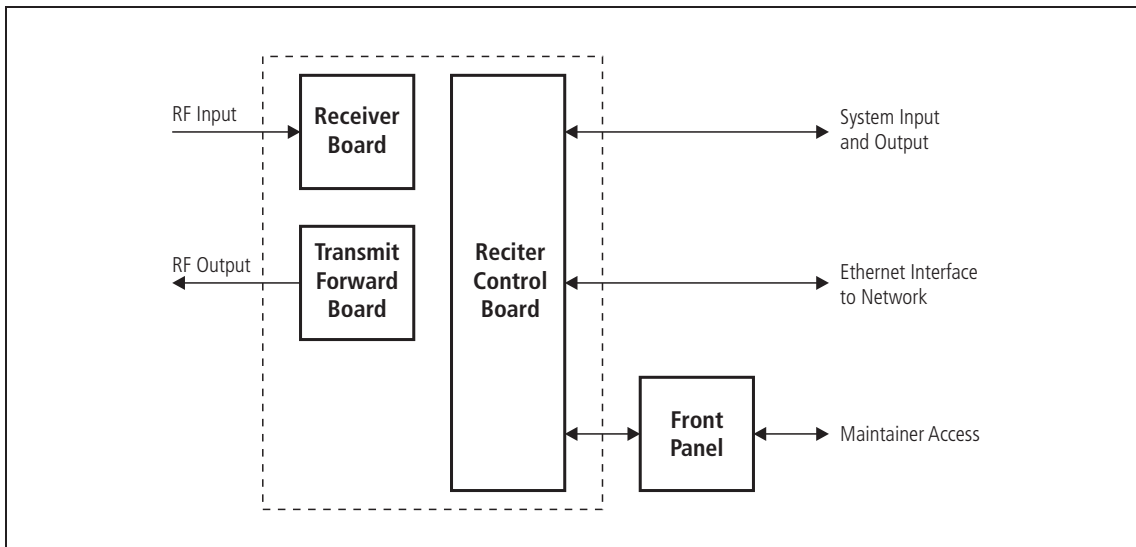 RF Input
Receiver
Board
System Input
and Output
RF Output
Transmit
Forward
Board
Reciter
Control
Board
Ethernet Interface
to Network
Front
Panel
Maintainer Access